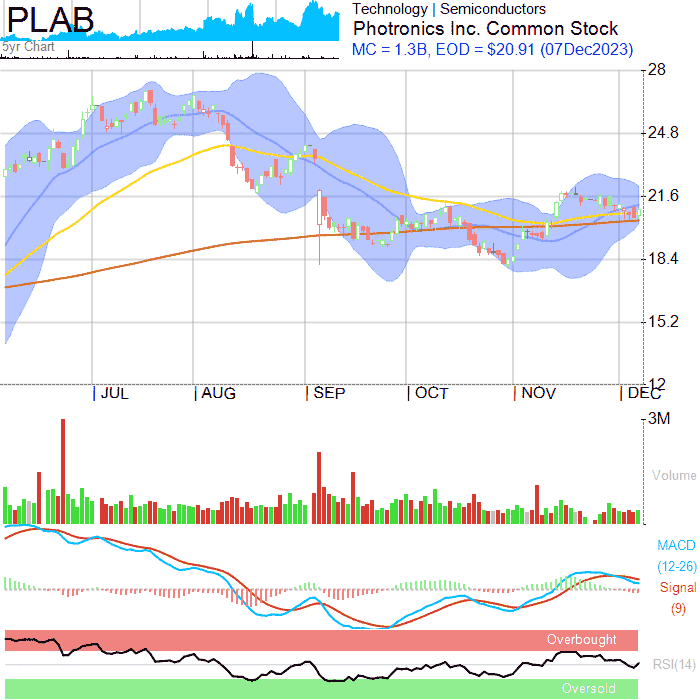 PLAB
5yr Chart
Technology | Semiconductors
Photronics Inc. Common Stock
MC = 1.3B, EOD = $20.91 (07Dec2023)
28
24.8
21.6
18.4
15.2
12
JUL AUG SEP OCT NOV DEC
3M
Volume
MACD
(12-26)
Signal
(9)
Overbought
RSI(14)
Oversold